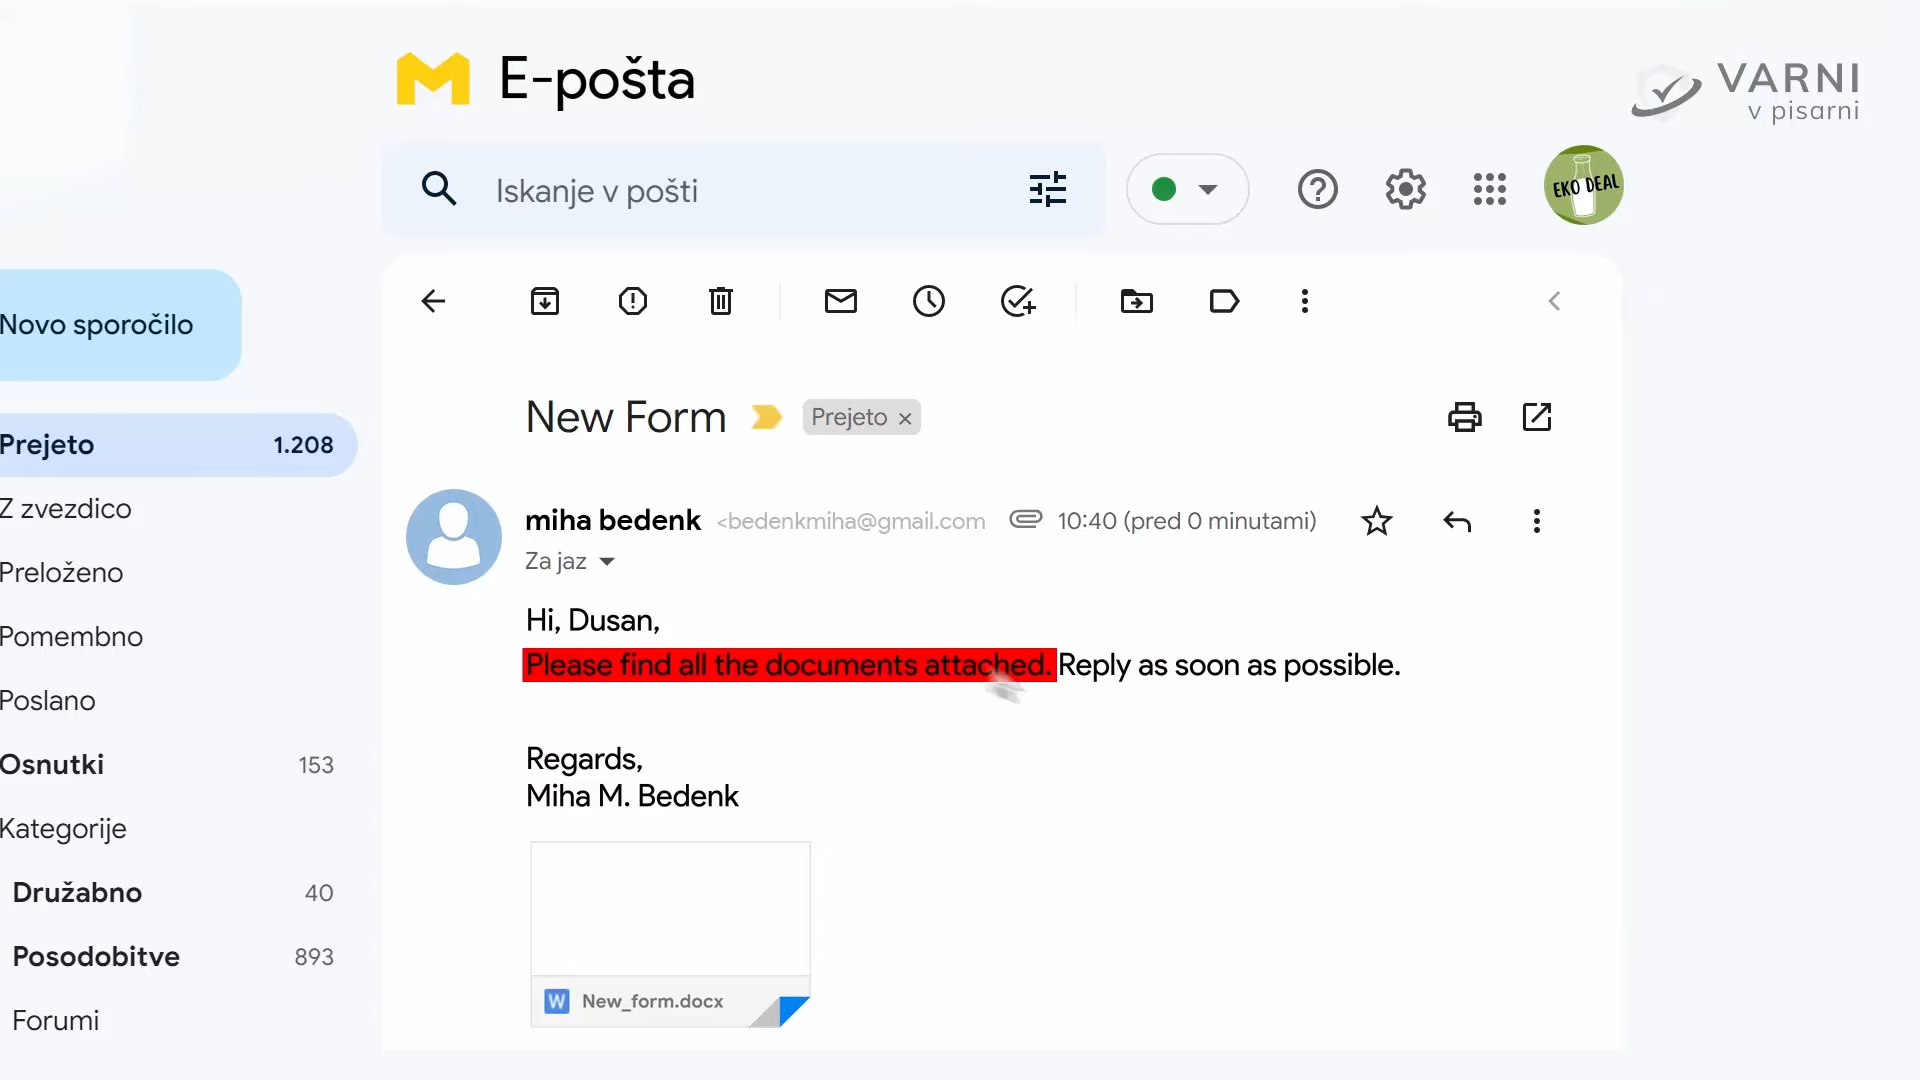 E-pošta
VARNI
v pisarni
Iskanje v pošti
EKO DEAL
Novo sporočilo
Prejeto 1.208
Z zvezdico
Preloženo
Pomembno
Poslano
Osnutki 153
Kategorije
Družabno 40
Posodobitve 893
Forumi
New Form Prejeto ×
miha bedenk <bedenkmiha@gmail.com 10:40 (pred 0 minutami)
Za jaz
Hi, Dusan,
Please find all the documents attached. Reply as soon as possible.
Regards,
Miha M. Bedenk
W New_form.docx